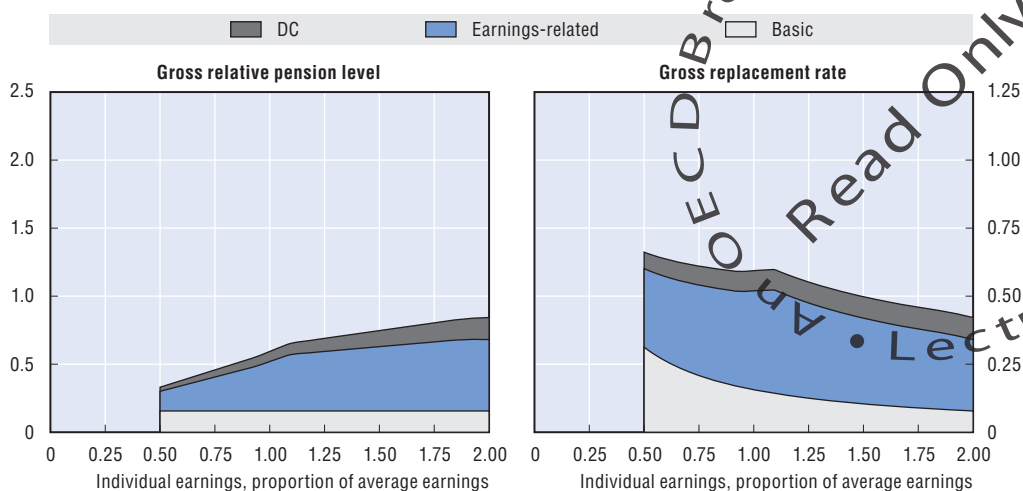 DC Earnings-related Basic
Gross relative pension level
Gross replacement rate
2.5
2.0
1.5
1.0
0.5
0
0 0.25 0.50 0.75 1.00 1.25 1.50 1.75 2.00
Individual earnings, proportion of average earnings
1.25
1.00
0.75
0.50
0.25
0
0 0.25 0.50 0.75 1.00 1.25 1.50 1.75 2.00
Individual earnings, proportion of average earnings
OECD
Read Only
• Lect